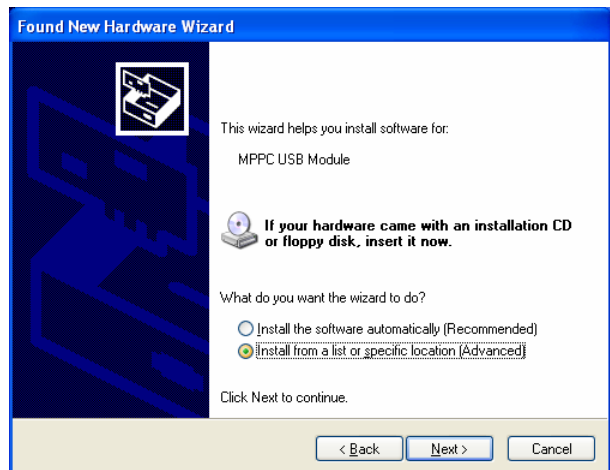 Found New Hardware Wizard
This wizard helps you install software for:
MPPC USB Module
If your hardware came with an installation CD
or floppy disk, insert it now.
What do you want the wizard to do?
Install the software automatically (Recommended)
Install from a list or specific location (Advanced)
Click Next to continue.
< Back Next > Cancel